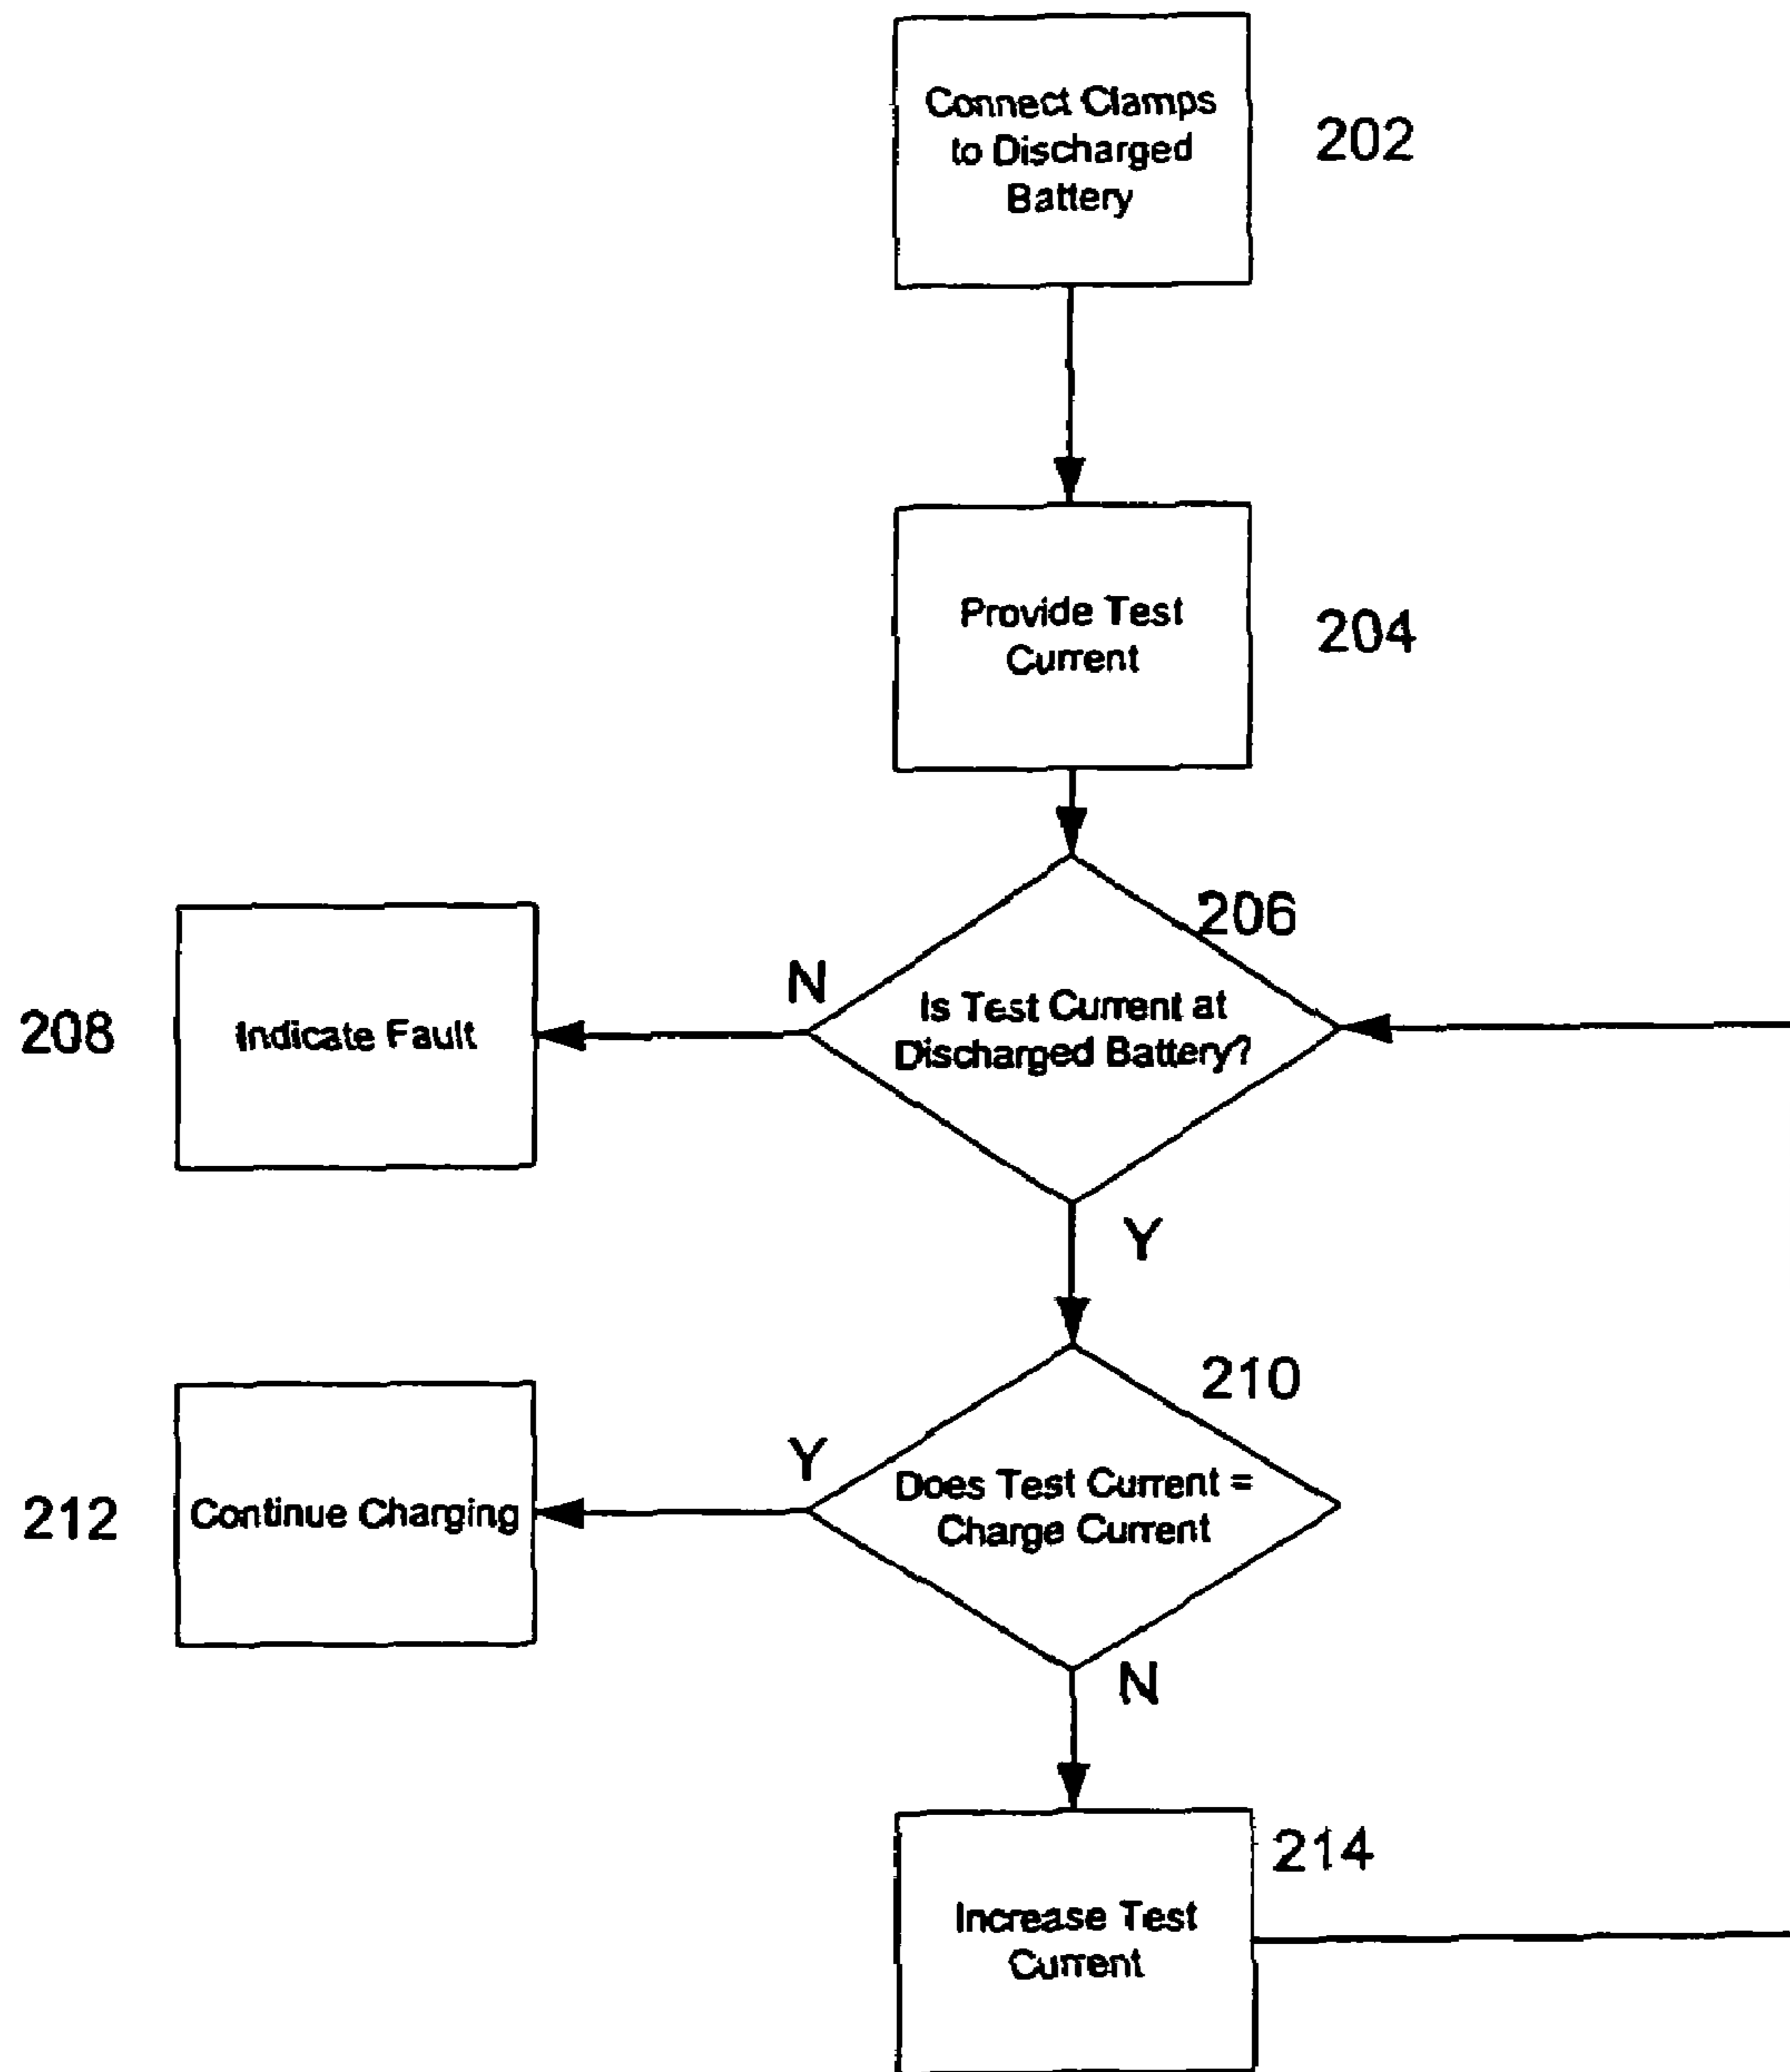 Connect Clamps
to Discharged
Battery
202
Provide Test
Current
204
206
N
Is Test Current at
Discharged Battery?
208
Indicate Fault
Y
210
Y
Does Test Current =
Charge Current
212
Continue Charging
N
214
Increase Test
Current